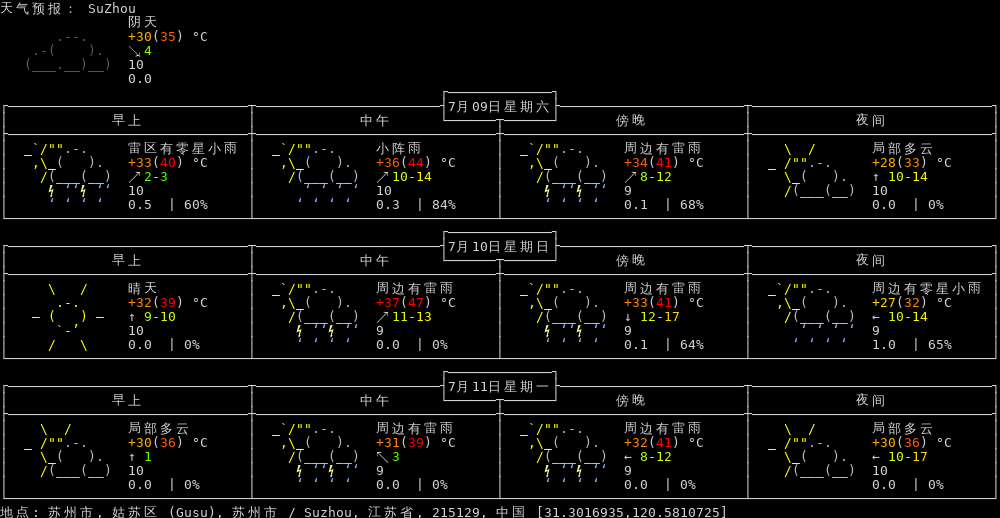 天气预报: SuZhou
阴天
+30(35) °C
↘4
10
0.0
7月09日星期六
早上 中午 傍晚 夜间
雷区有零星小雨 小阵雨 周边有雷雨 局部多云
+33(40) °C +36(44) °C +34(41) °C +28(33) °C
↗2-3 ↗10-14 ↗8-12 ↑ 10-14
10 10 9 10
0.5 | 60% 0.3 | 84% 0.1 | 68% 0.0 | 0%
7月10日星期日
早上 中午 傍晚 夜间
晴天 周边有雷雨 周边有雷雨 周边有零星小雨
+32(39) °C +37(47) °C +33(41) °C +27(32) °C
↑ 9-10 ↗11-13 ↓ 12-17 ← 10-14
10 9 9 9
0.0 | 0% 0.0 | 0% 0.1 | 64% 1.0 | 65%
7月11日星期一
早上 中午 傍晚 夜间
局部多云 周边有雷雨 周边有雷雨 局部多云
+30(36) °C +31(39) °C +32(41) °C +30(36) °C
↑ 1 ↖3 ← 8-12 ← 10-17
10 9 9 10
0.0 | 0% 0.0 | 0% 0.0 | 0% 0.0 | 0%
地点: 苏州市, 姑苏区 (Gusu), 苏州市 / Suzhou, 江苏省, 215129, 中国 [31.3016935,120.5810725]